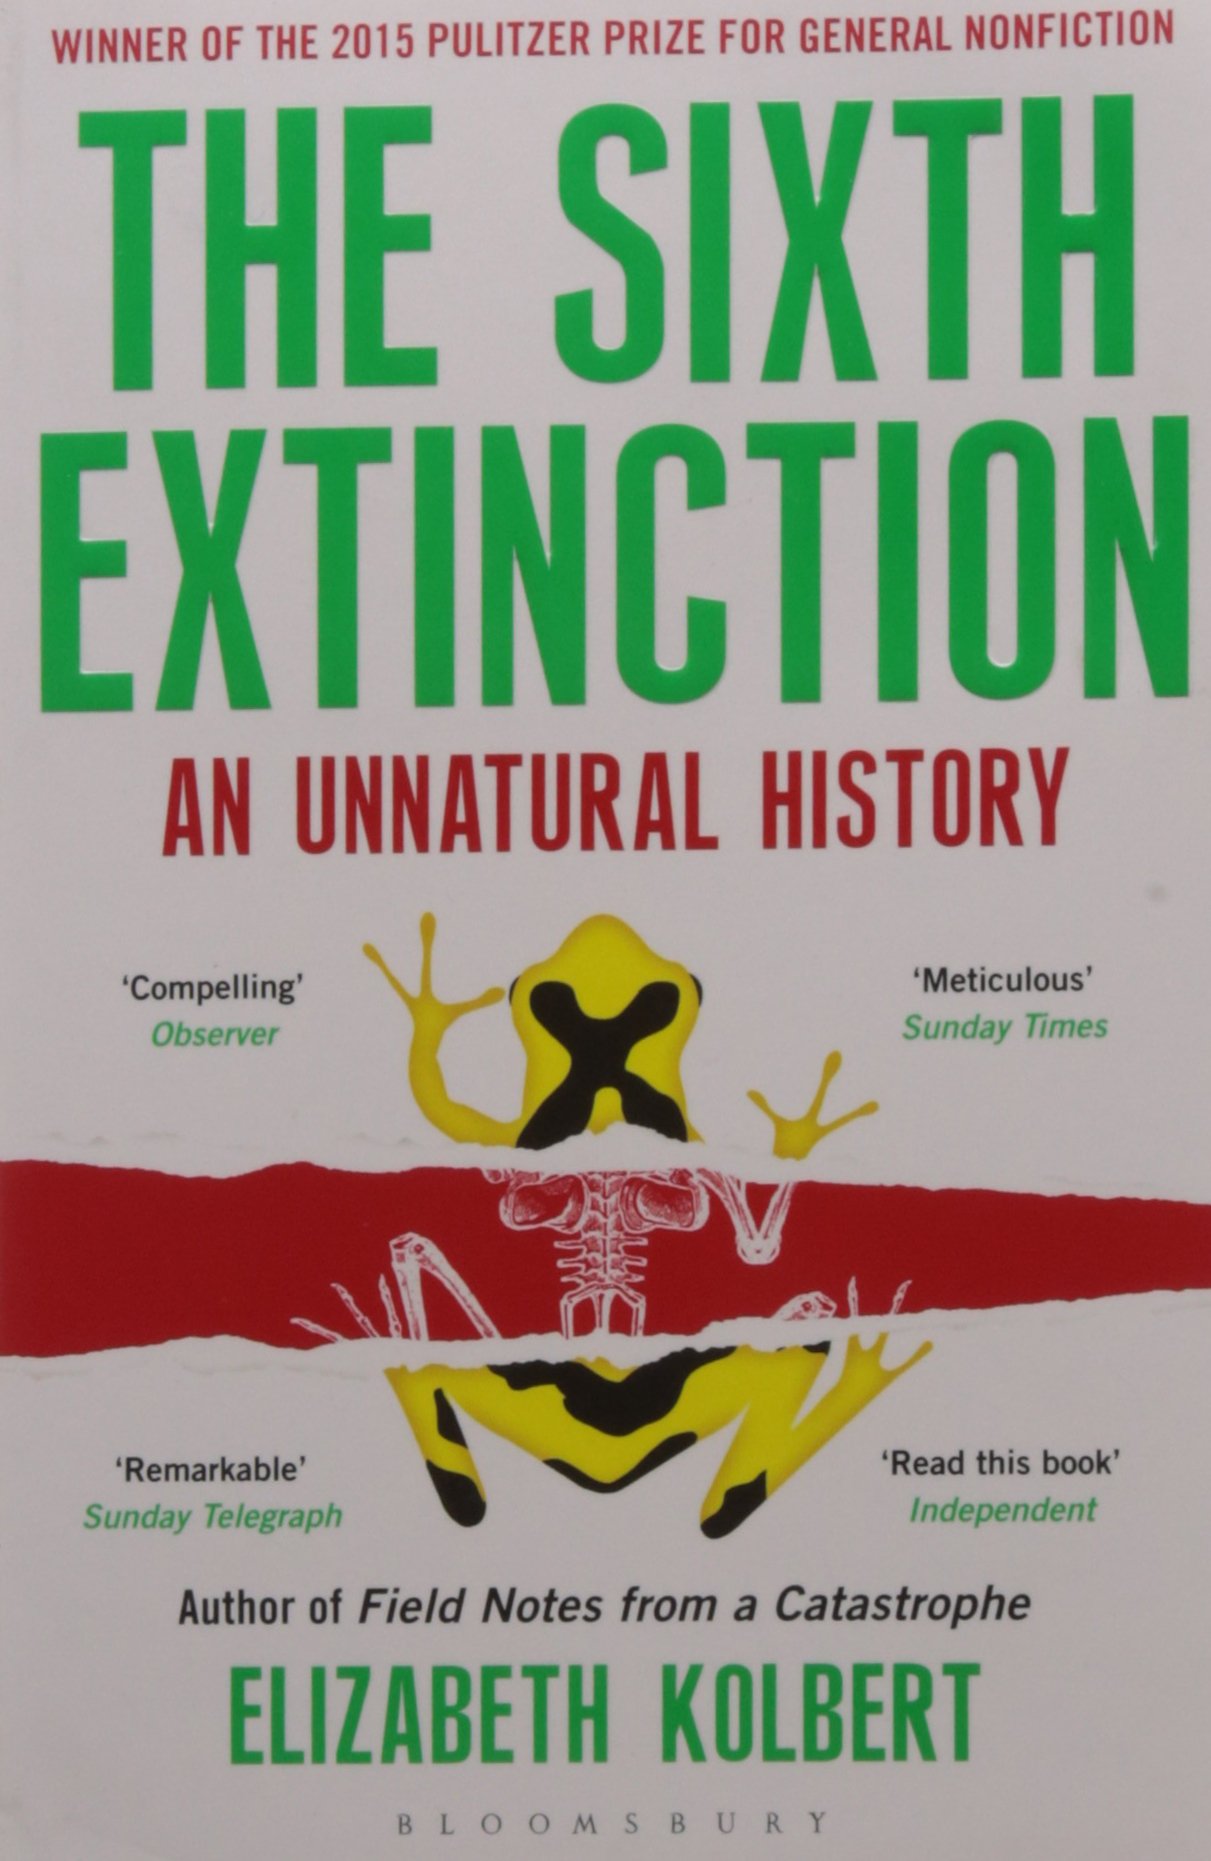 WINNER OF THE 2015 PULITZER PRIZE FOR GENERAL NONFICTION
THE SIXTH
EXTINCTION
AN UNNATURAL HISTORY
‘Compelling’
Observer
‘Meticulous’
Sunday Times
‘Remarkable’
Sunday Telegraph
‘Read this book’
Independent
Author of Field Notes from a Catastrophe
ELIZABETH KOLBERT
BLOOMSBURY